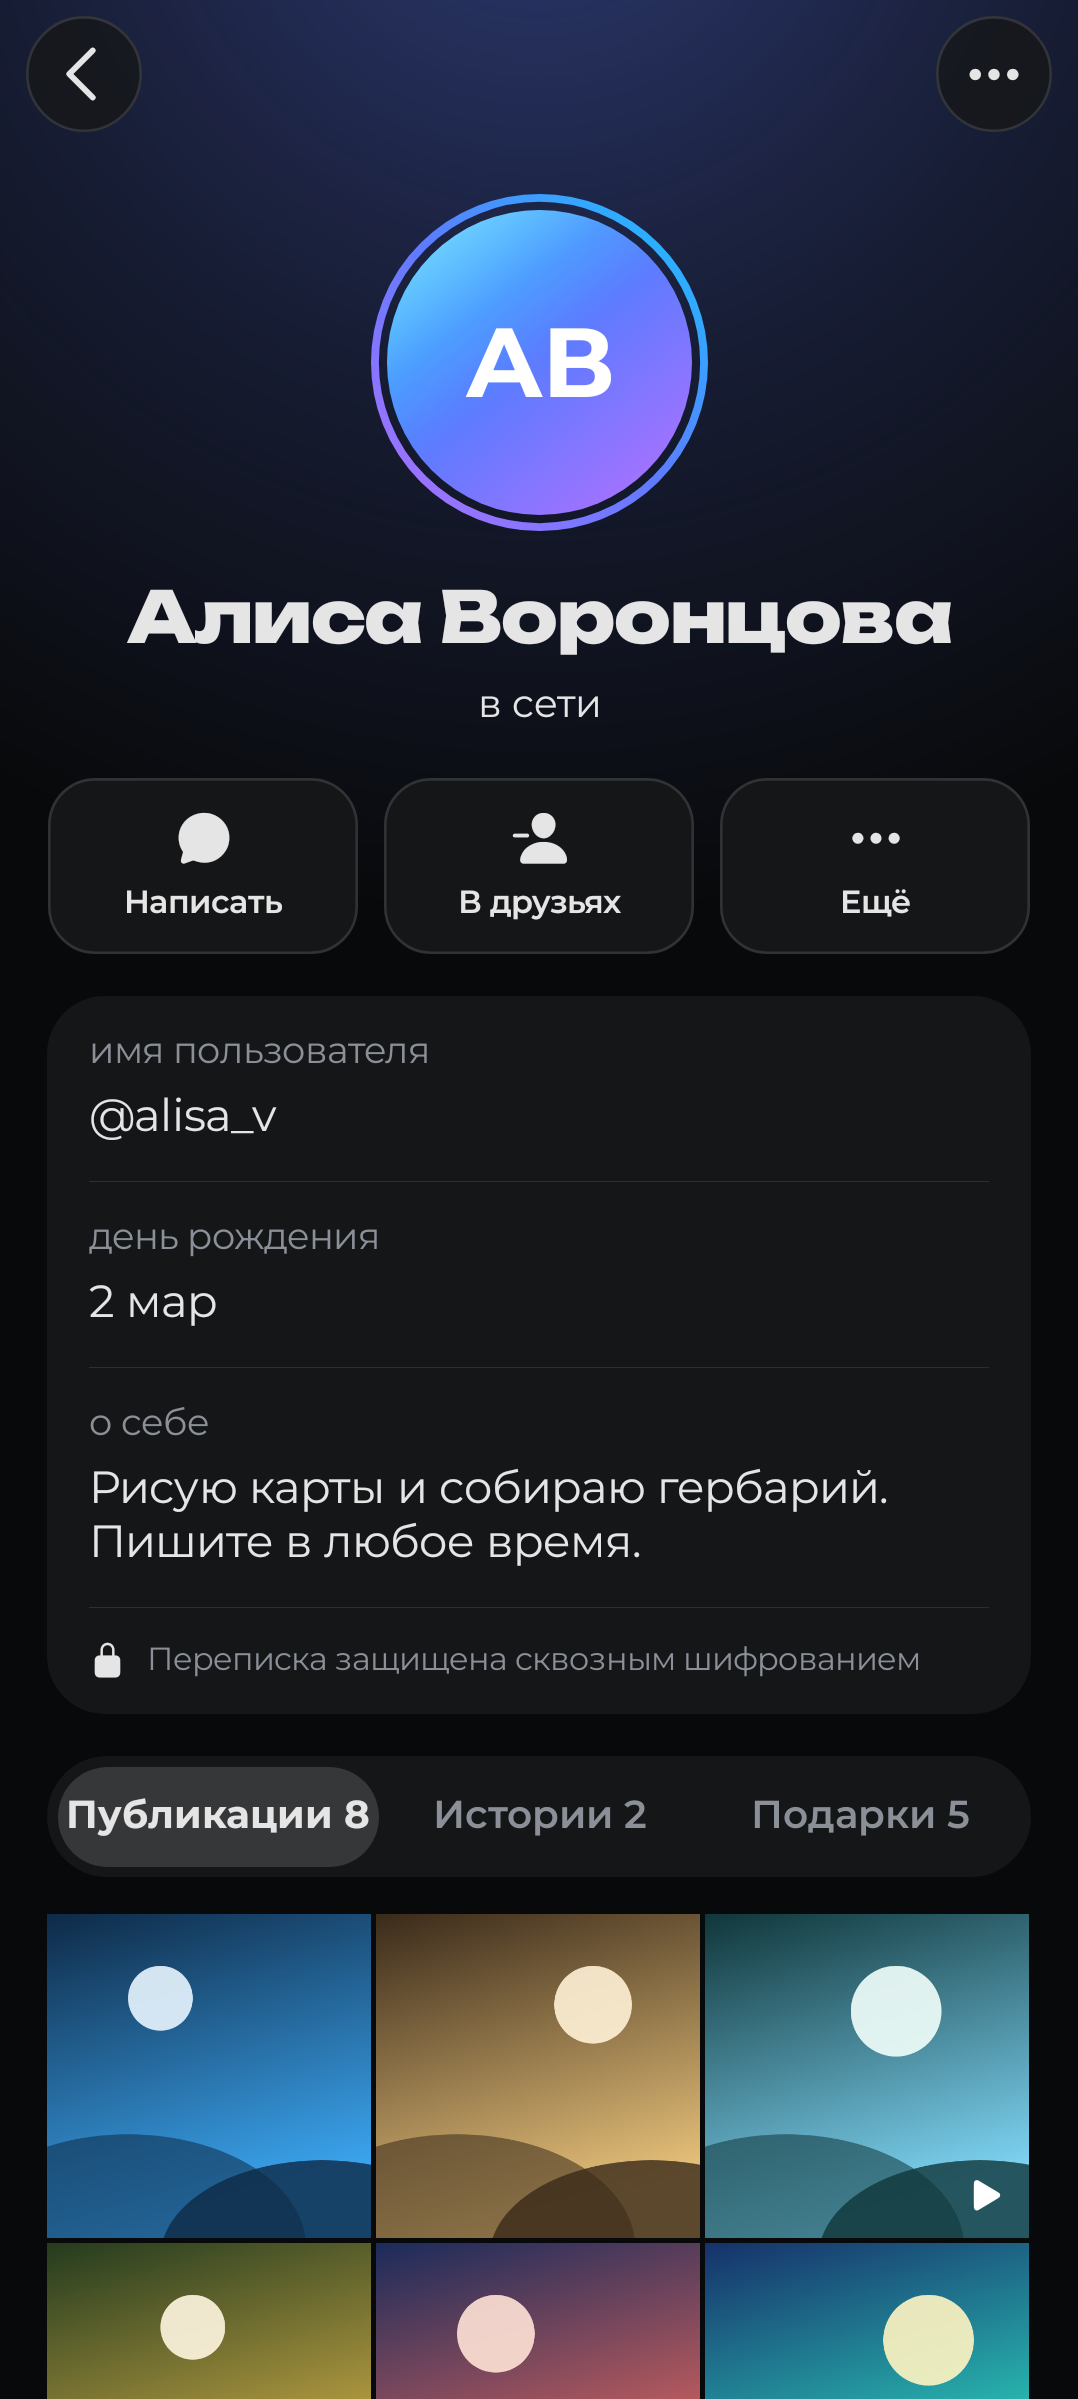 АВ
Алиса Воронцова
в сети
Написать
В друзьях
Ещё
имя пользователя
@alisa_v
день рождения
2 мар
о себе
Рисую карты и собираю гербарий.
Пишите в любое время.
Переписка защищена сквозным шифрованием
Публикации 8
Истории 2
Подарки 5